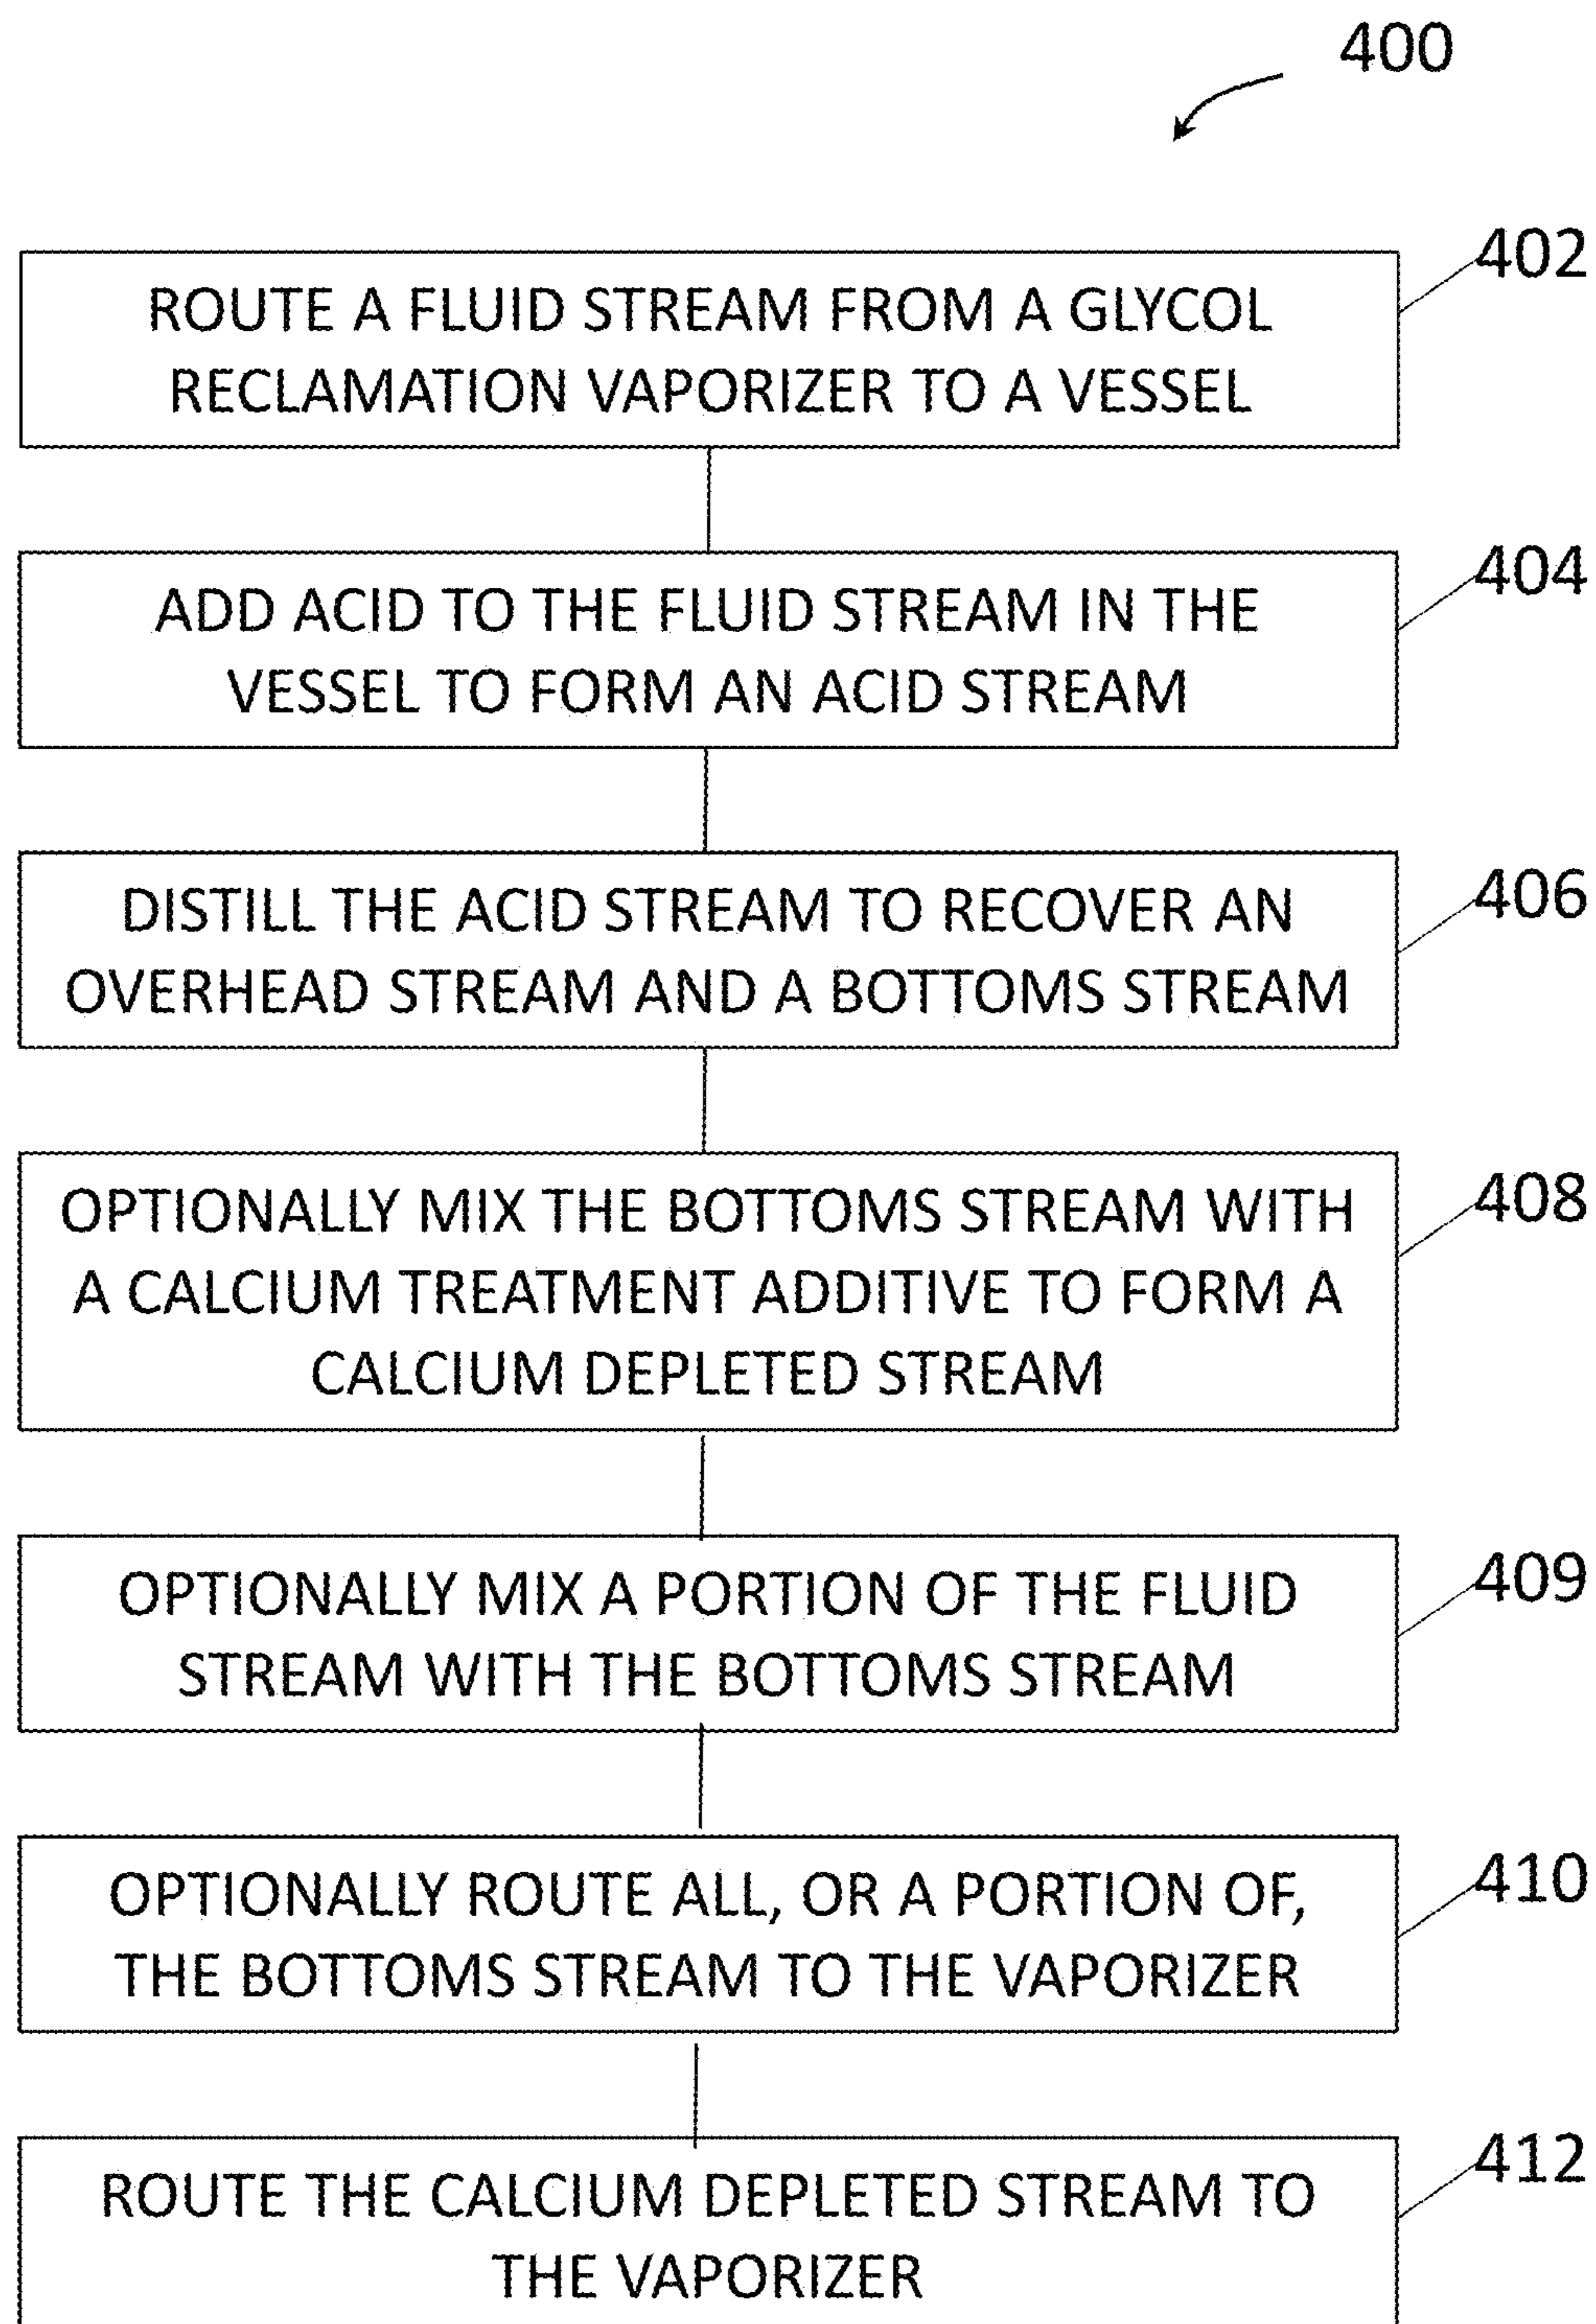 400
402
ROUTE A FLUID STREAM FROM A GLYCOL
RECLAMATION VAPORIZER TO A VESSEL
404
ADD ACID TO THE FLUID STREAM IN THE
VESSEL TO FORM AN ACID STREAM
406
DISTILL THE ACID STREAM TO RECOVER AN
OVERHEAD STREAM AND A BOTTOMS STREAM
408
OPTIONALLY MIX THE BOTTOMS STREAM WITH
A CALCIUM TREATMENT ADDITIVE TO FORM A
CALCIUM DEPLETED STREAM
409
OPTIONALLY MIX A PORTION OF THE FLUID
STREAM WITH THE BOTTOMS STREAM
410
OPTIONALLY ROUTE ALL, OR A PORTION OF,
THE BOTTOMS STREAM TO THE VAPORIZER
412
ROUTE THE CALCIUM DEPLETED STREAM TO
THE VAPORIZER